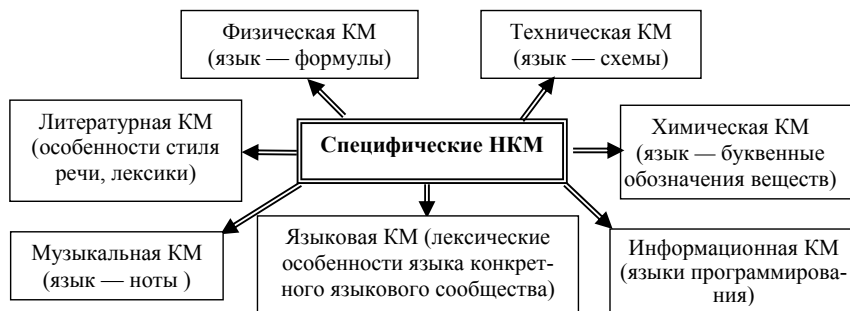 Физическая КМ
(язык — формулы)
Техническая КМ
(язык — схемы)
Литературная КМ
(особенности стиля
речи, лексики)
Специфические НКМ
Химическая КМ
(язык — буквенные
обозначения веществ)
Музыкальная КМ
(язык — ноты )
Языковая КМ (лексические
особенности языка конкрет-
ного языкового сообщества)
Информационная КМ
(языки программирова-
ния)